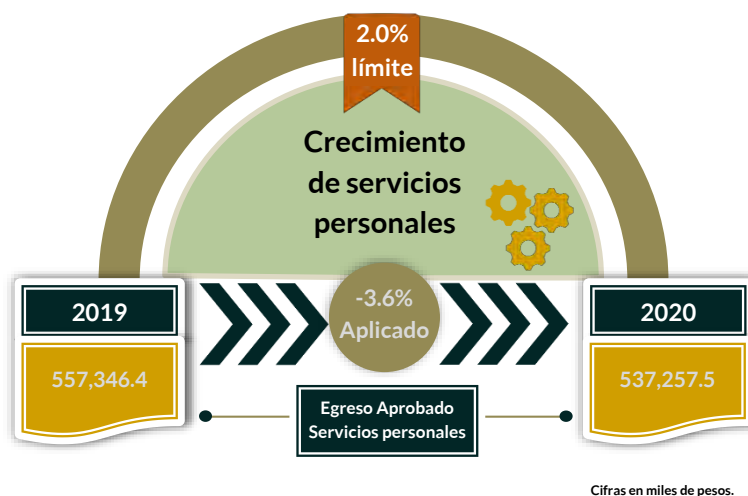 2.0%
límite
Crecimiento
de servicios
personales
2019
-3.6%
Aplicado
2020
557,346.4
537,257.5
Egreso Aprobado
Servicios personales
Cifras en miles de pesos.